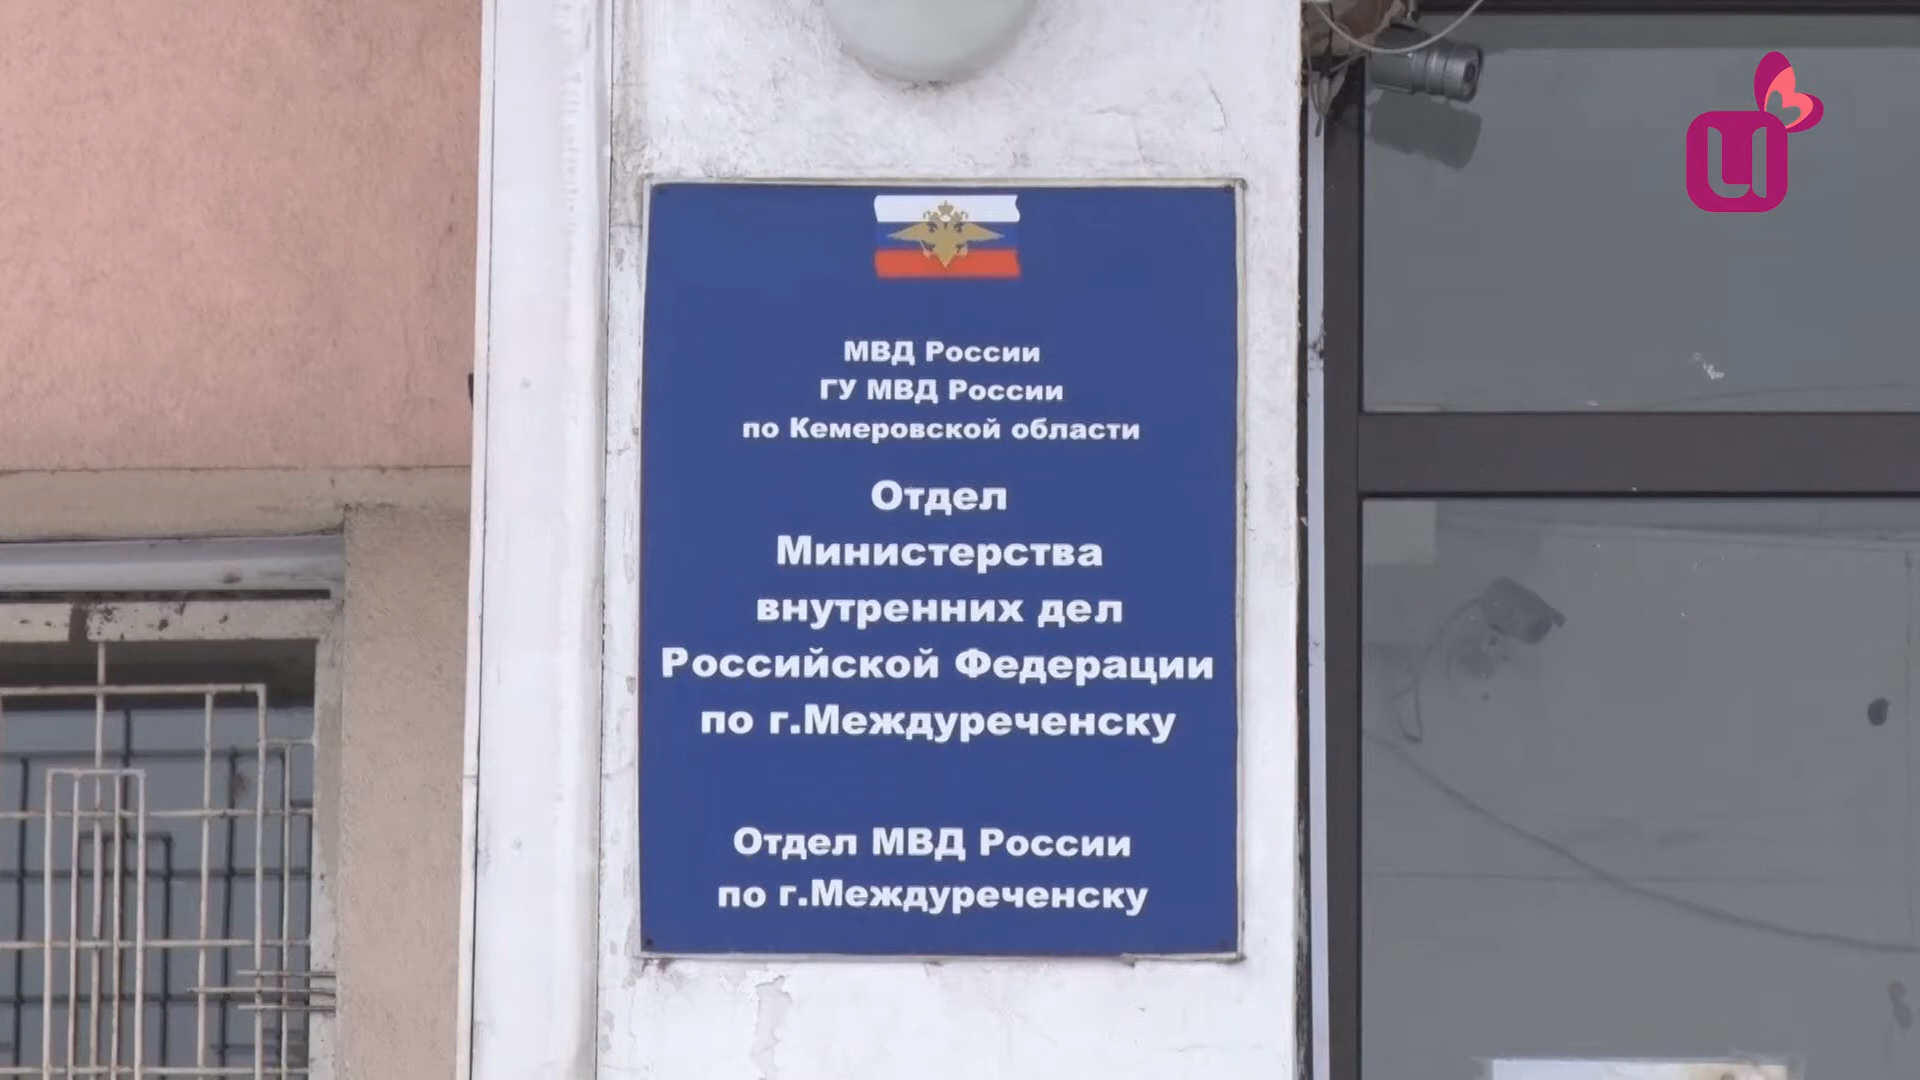 МВД России
ГУ МВД России
по Кемеровской области
Отдел
Министерства
внутренних дел
Российской Федерации
по г.Междуреченску
Отдел МВД России
по г.Междуреченску